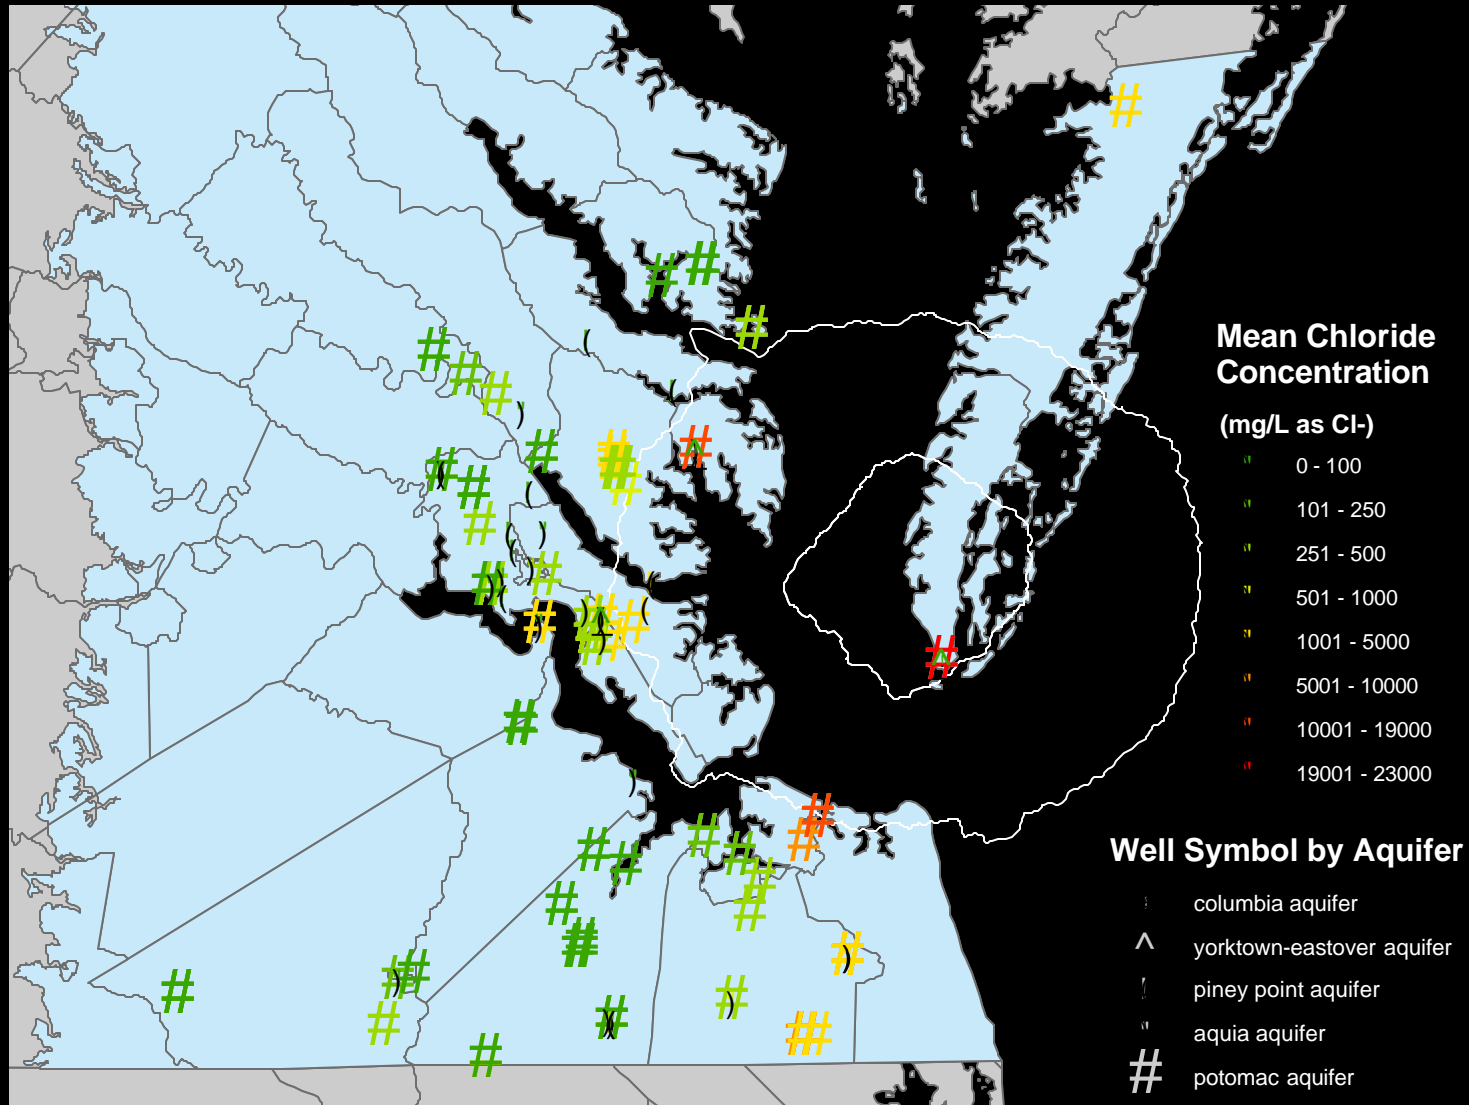 Mean Chloride
Concentration
(mg/L as Cl-)
0 - 100
101 - 250
251 - 500
501 - 1000
1001 - 5000
5001 - 10000
10001 - 19000
19001 - 23000
Well Symbol by Aquifer
columbia aquifer
^ yorktown-eastover aquifer
piney point aquifer
aquia aquifer
# potomac aquifer